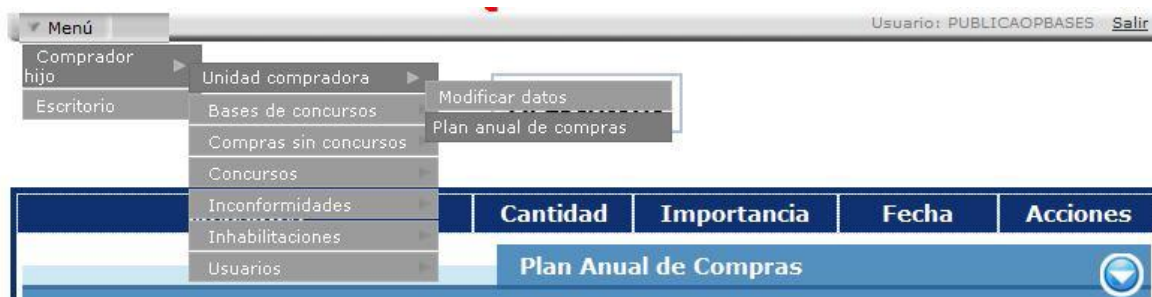 Menú
Usuario: PUBLICAOPBASES Salir
Comprador
hijo
Escritorio
Unidad compradora
Bases de concursos
Compras sin concursos
Concursos
Inconformidades
Inhabilitaciones
Usuarios
Modificar datos
Plan anual de compras
Cantidad Importancia Fecha Acciones
Plan Anual de Compras